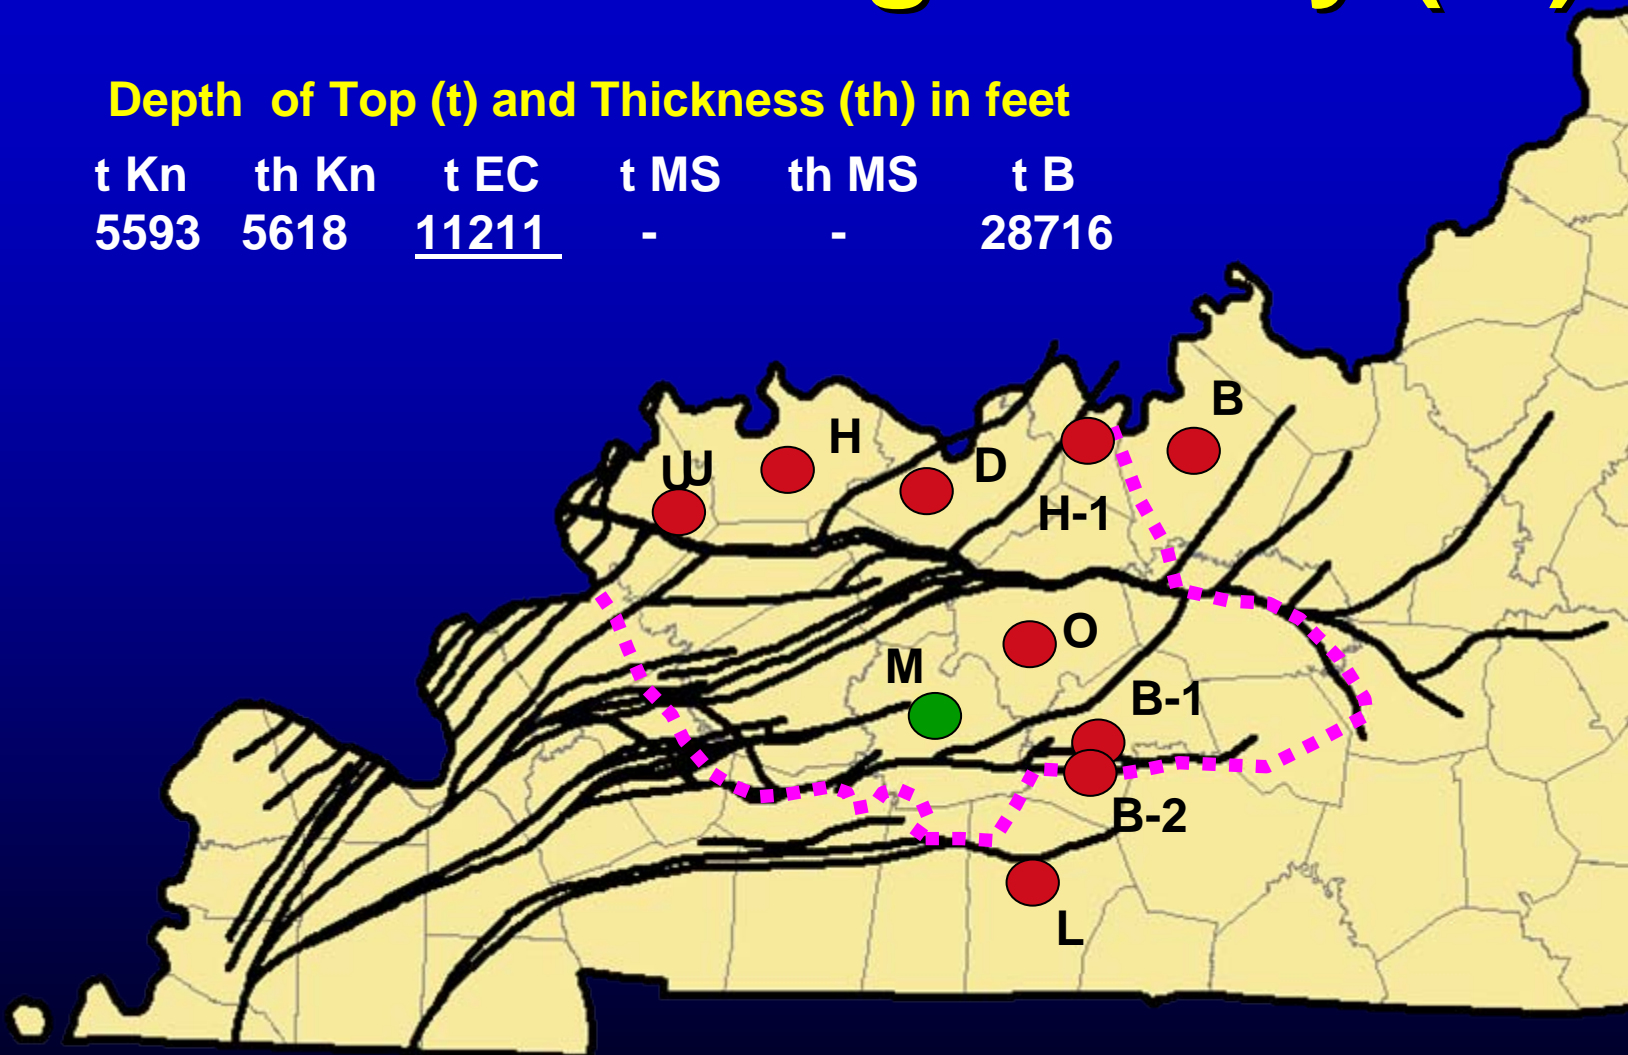 Depth of Top (t) and Thickness (th) in feet
t Kn th Kn t EC t MS th MS t B
5593 5618 11211 - - 28716
B
H
D
U
U
H-1
O
M
B-1
B-2
L